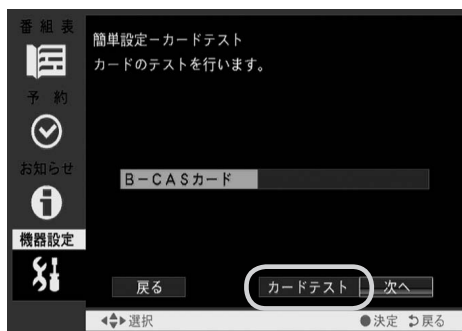 番組表
簡単設定－カードテスト
カードのテストを行います。
予約
お知らせ
B－CASカード
機器設定
戻る
カードテスト
次へ
選択
決定
戻る